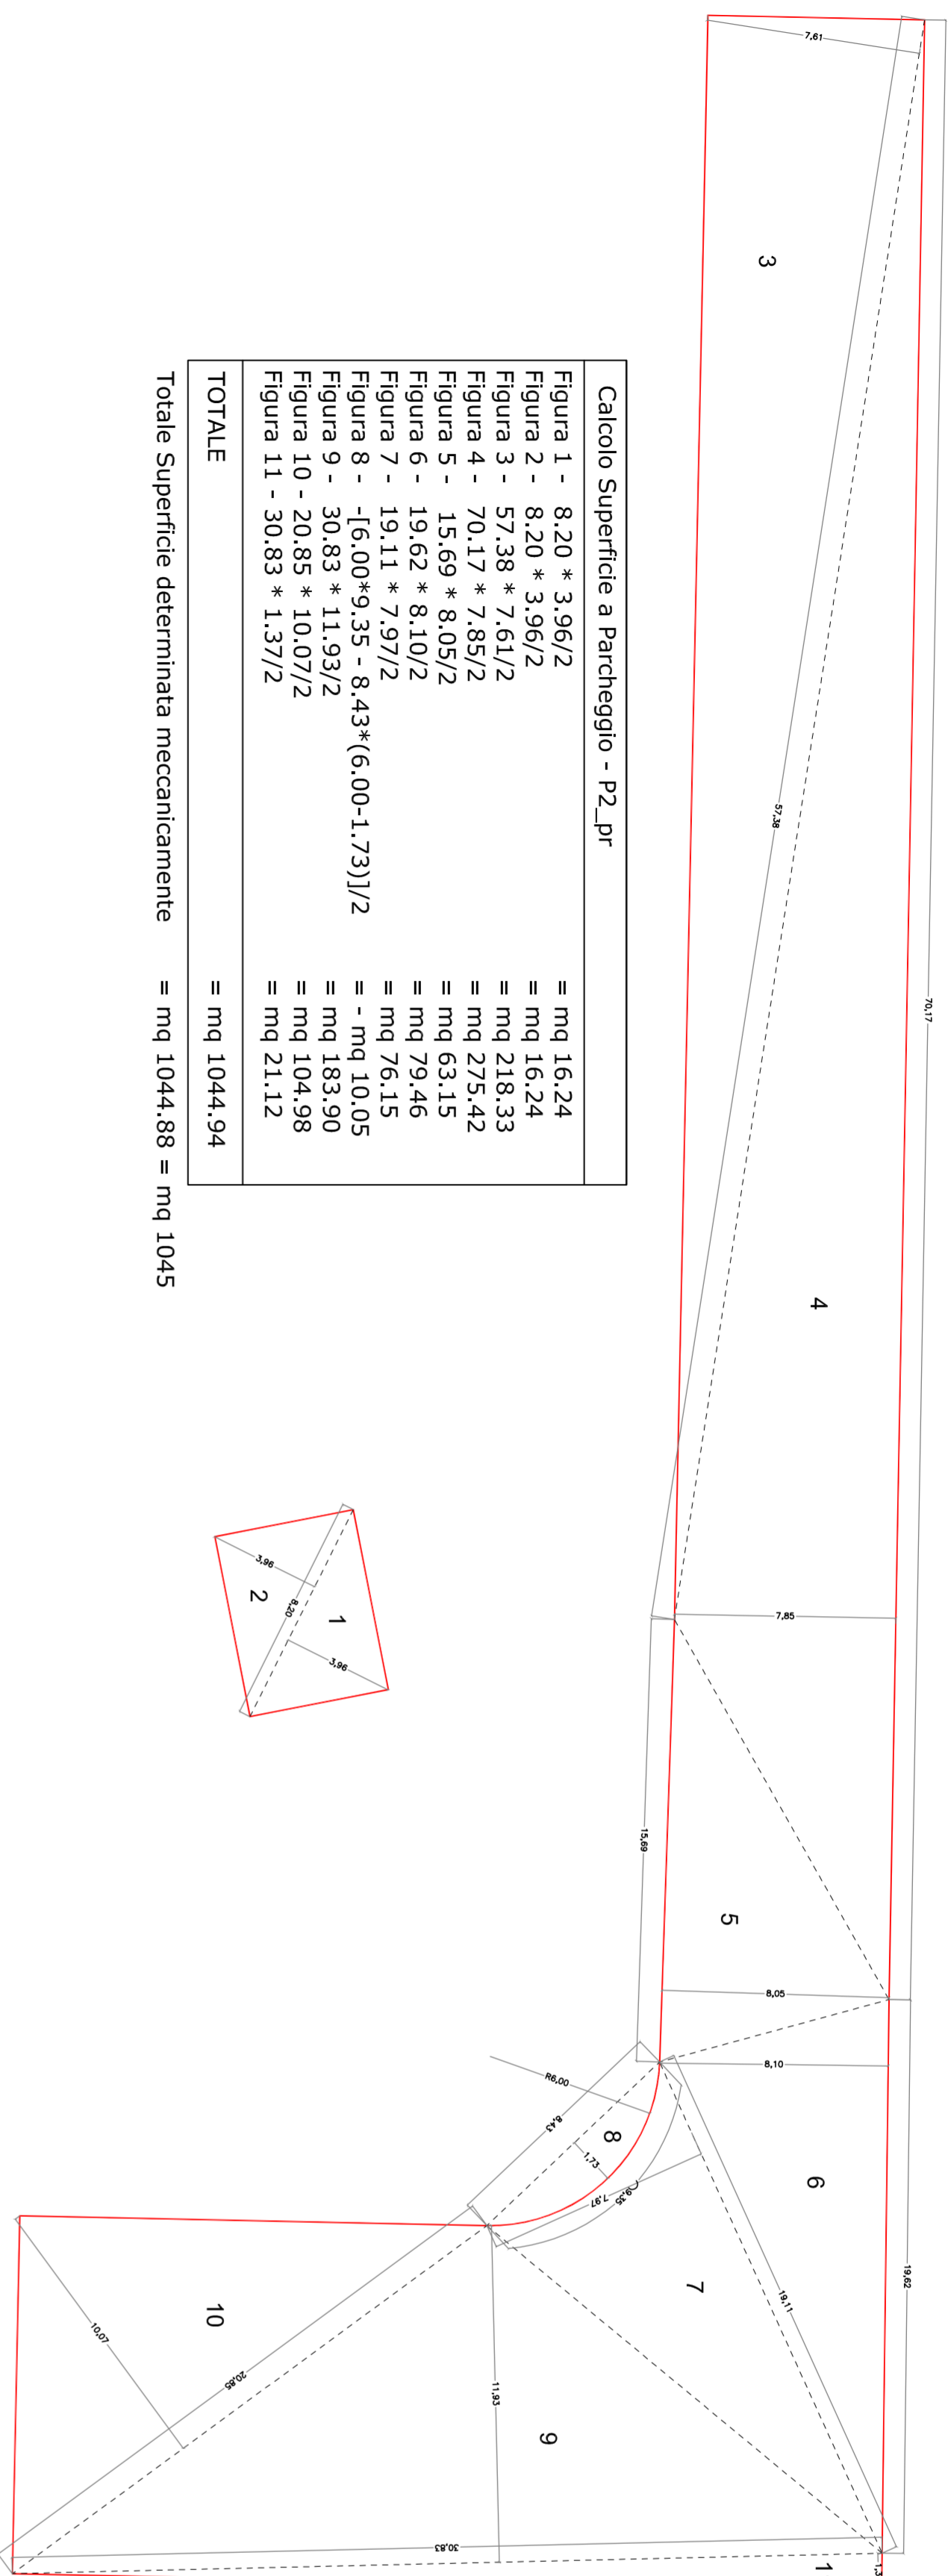 Calcolo Superficie a Parcheggio - P2_pr
Figura 1 - 8.20 * 3.96/2 = mq 16.24
Figura 2 - 8.20 * 3.96/2 = mq 16.24
Figura 3 - 57.38 * 7.61/2 = mq 218.33
Figura 4 - 70.17 * 7.85/2 = mq 275.42
Figura 5 - 15.69 * 8.05/2 = mq 63.15
Figura 6 - 19.62 * 8.10/2 = mq 79.46
Figura 7 - 19.11 * 7.97/2 = mq 76.15
Figura 8 - -[6.00*9.35 - 8.43*(6.00-1.73)]/2 = - mq 10.05
Figura 9 - 30.83 * 11.93/2 = mq 183.90
Figura 10 - 20.85 * 10.07/2 = mq 104.98
Figura 11 - 30.83 * 1.37/2 = mq 21.12
TOTALE = mq 1044.94
Totale Superficie determinata meccanicamente = mq 1044.88 = mq 1045
7,61
3
57,38
70,17
4
7,85
15,69
5
8,05
8,10
6
19,62
R6,00
8,43
8
1,73
9,35
7,97
7
19,11
10
10,07
20,85
11,93
9
30,83
1
1,3
3,96
2
8,20
1
3,96